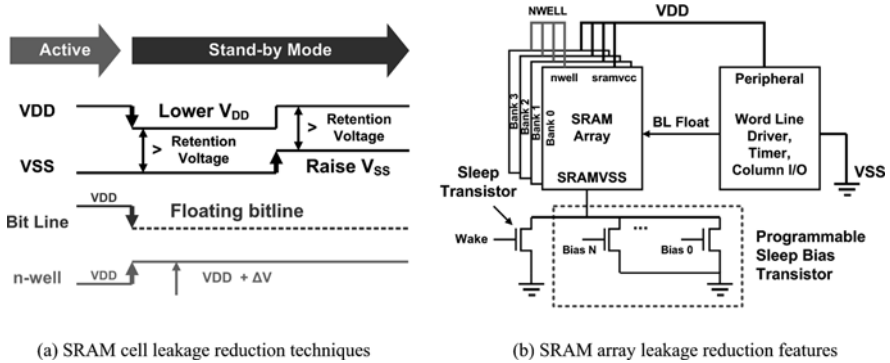 Active
Stand-by Mode
VDD
Lower VDD
>
Retention
Voltage
>
Retention
Voltage
VSS
Raise VSS
VDD
Bit Line
Floating bitline
n-well
VDD
VDD + ΔV
(a) SRAM cell leakage reduction techniques
NWELL
VDD
nwell
sramvcc
Bank 3
Bank 2
Bank 1
Bank 0
SRAM
Array
SRAMVSS
BL Float
Peripheral
Word Line
Driver,
Timer,
Column I/O
VSS
Sleep
Transistor
Wake
Bias N
...
Bias 0
Programmable
Sleep Bias
Transistor
(b) SRAM array leakage reduction features